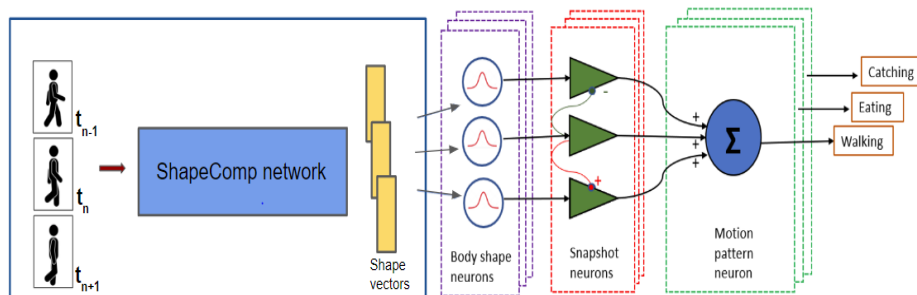 t n-1
t n
t n+1
ShapeComp network
Shape
vectors
Body shape
neurons
-
+
Snapshot
neurons
+
+
+
Σ
Motion
pattern
neuron
Catching
Eating
Walking